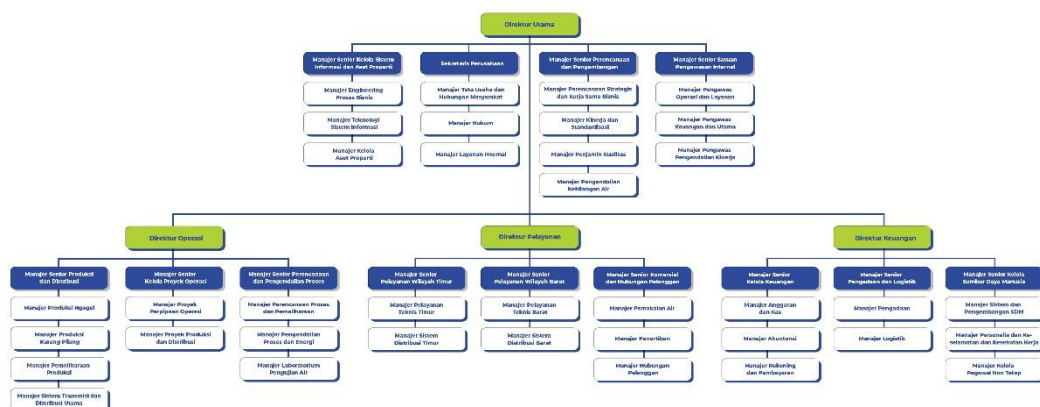 Direktur Utama
Manajer Senior Kelola Sistem
Informasi dan Aset Properti
Manajer Engineering
Proses Bisnis
Manajer Teknologi
Sistem Informasi
Manajer Kelola
Aset Properti
Sekretaris Perusahaan
Manajer Tata Usaha dan
Hubungan Masyarakat
Manajer Hukum
Manajer Layanan Internal
Manajer Senior Perencanaan
dan Pengembangan
Manajer Perencanaan Strategis
dan Kerja Sama Bisnis
Manajer Kinerja dan
Standardisasi
Manajer Penjamin Kualitas
Manajer Pengendalian
Kehilangan Air
Manajer Senior Satuan
Pengawasan Internal
Manajer Pengawas
Operasi dan Layanan
Manajer Pengawas
Keuangan dan Utama
Manajer Pengawas
Pengendalian Kinerja
Direktur Operasi
Manajer Senior Produksi
dan Distribusi
Manajer Produksi Ngagel
Manajer Produksi
Karang Pilang
Manajer Pemeliharaan
Produksi
Manajer Sistem Transmisi dan
Distribusi Utama
Manajer Senior
Kelola Proyek Operasi
Manajer Proyek
Perpipaan Operasi
Manajer Proyek Produksi
dan Distribusi
Manajer Senior Perencanaan
dan Pengendalian Proses
Manajer Perencanaan Proses
dan Pemeliharaan
Manajer Pengendalian
Proses dan Energi
Manajer Laboratorium
Pengujian Air
Direktur Pelayanan
Manajer Senior
Pelayanan Wilayah Timur
Manajer Pelayanan
Teknis Timur
Manajer Sistem
Distribusi Timur
Manajer Senior
Pelayanan Wilayah Barat
Manajer Pelayanan
Teknis Barat
Manajer Sistem
Distribusi Barat
Manajer Senior Komersial
dan Hubungan Pelanggan
Manajer Pemakaian Air
Manajer Penertiban
Manajer Hubungan
Pelanggan
Direktur Keuangan
Manajer Senior
Kelola Keuangan
Manajer Anggaran
dan Kas
Manajer Akuntansi
Manajer Rekening
dan Pembayaran
Manajer Senior
Pengadaan dan Logistik
Manajer Pengadaan
Manajer Logistik
Manajer Senior Kelola
Sumber Daya Manusia
Manajer Sistem dan
Pengembangan SDM
Manajer Personalia dan Ke-
selamatan dan Kesehatan Kerja
Manajer Kelola
Pegawai Non Tetap